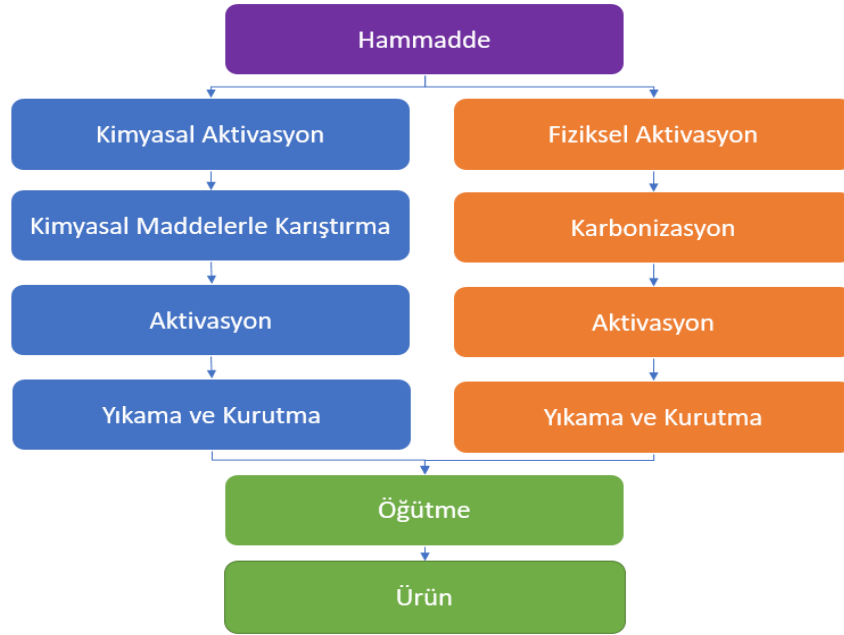 Hammadde
Kimyasal Aktivasyon
Fiziksel Aktivasyon
Kimyasal Maddelerle Karıştırma
Karbonizasyon
Aktivasyon
Aktivasyon
Yıkama ve Kurutma
Yıkama ve Kurutma
Öğütme
Ürün